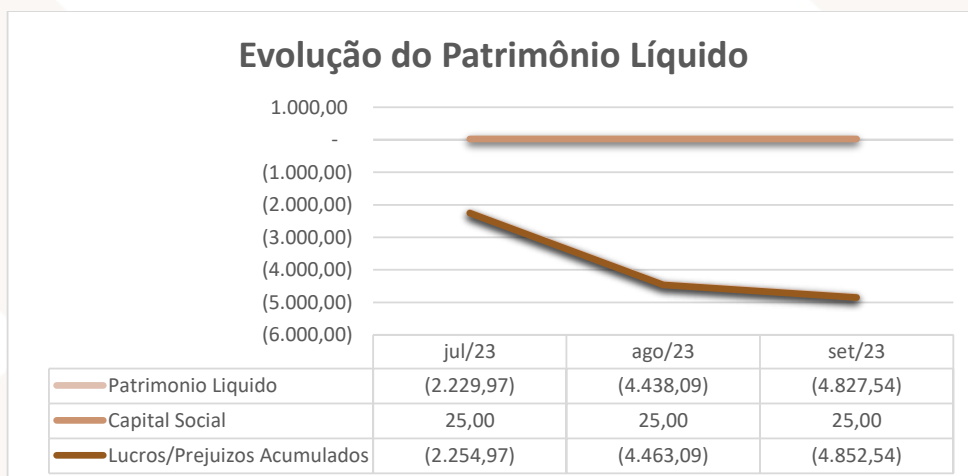 Evolução do Patrimônio Líquido
1.000,00
-
(1.000,00)
(2.000,00)
(3.000,00)
(4.000,00)
(5.000,00)
(6.000,00)
jul/23 ago/23 set/23
Patrimonio Liquido (2.229,97) (4.438,09) (4.827,54)
Capital Social 25,00 25,00 25,00
Lucros/Prejuizos Acumulados (2.254,97) (4.463,09) (4.852,54)